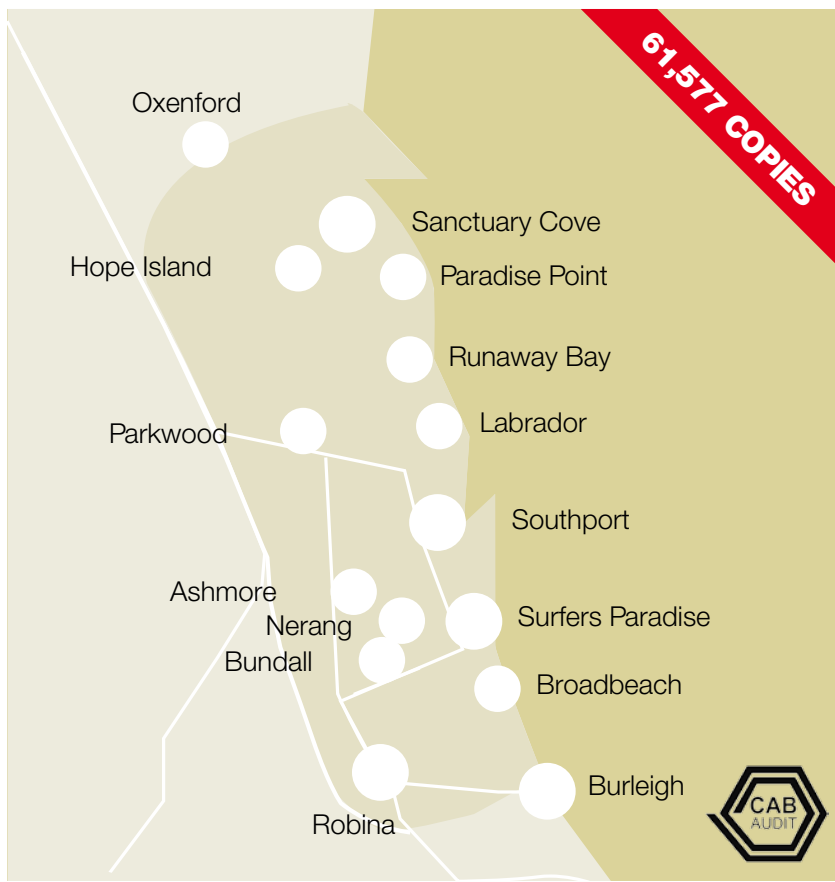 61,577 COPIES
Oxenford
Sanctuary Cove
Hope Island
Paradise Point
Runaway Bay
Labrador
Parkwood
Southport
Ashmore
Nerang
Surfers Paradise
Bundall
Broadbeach
Burleigh
Robina
CAB
AUDIT